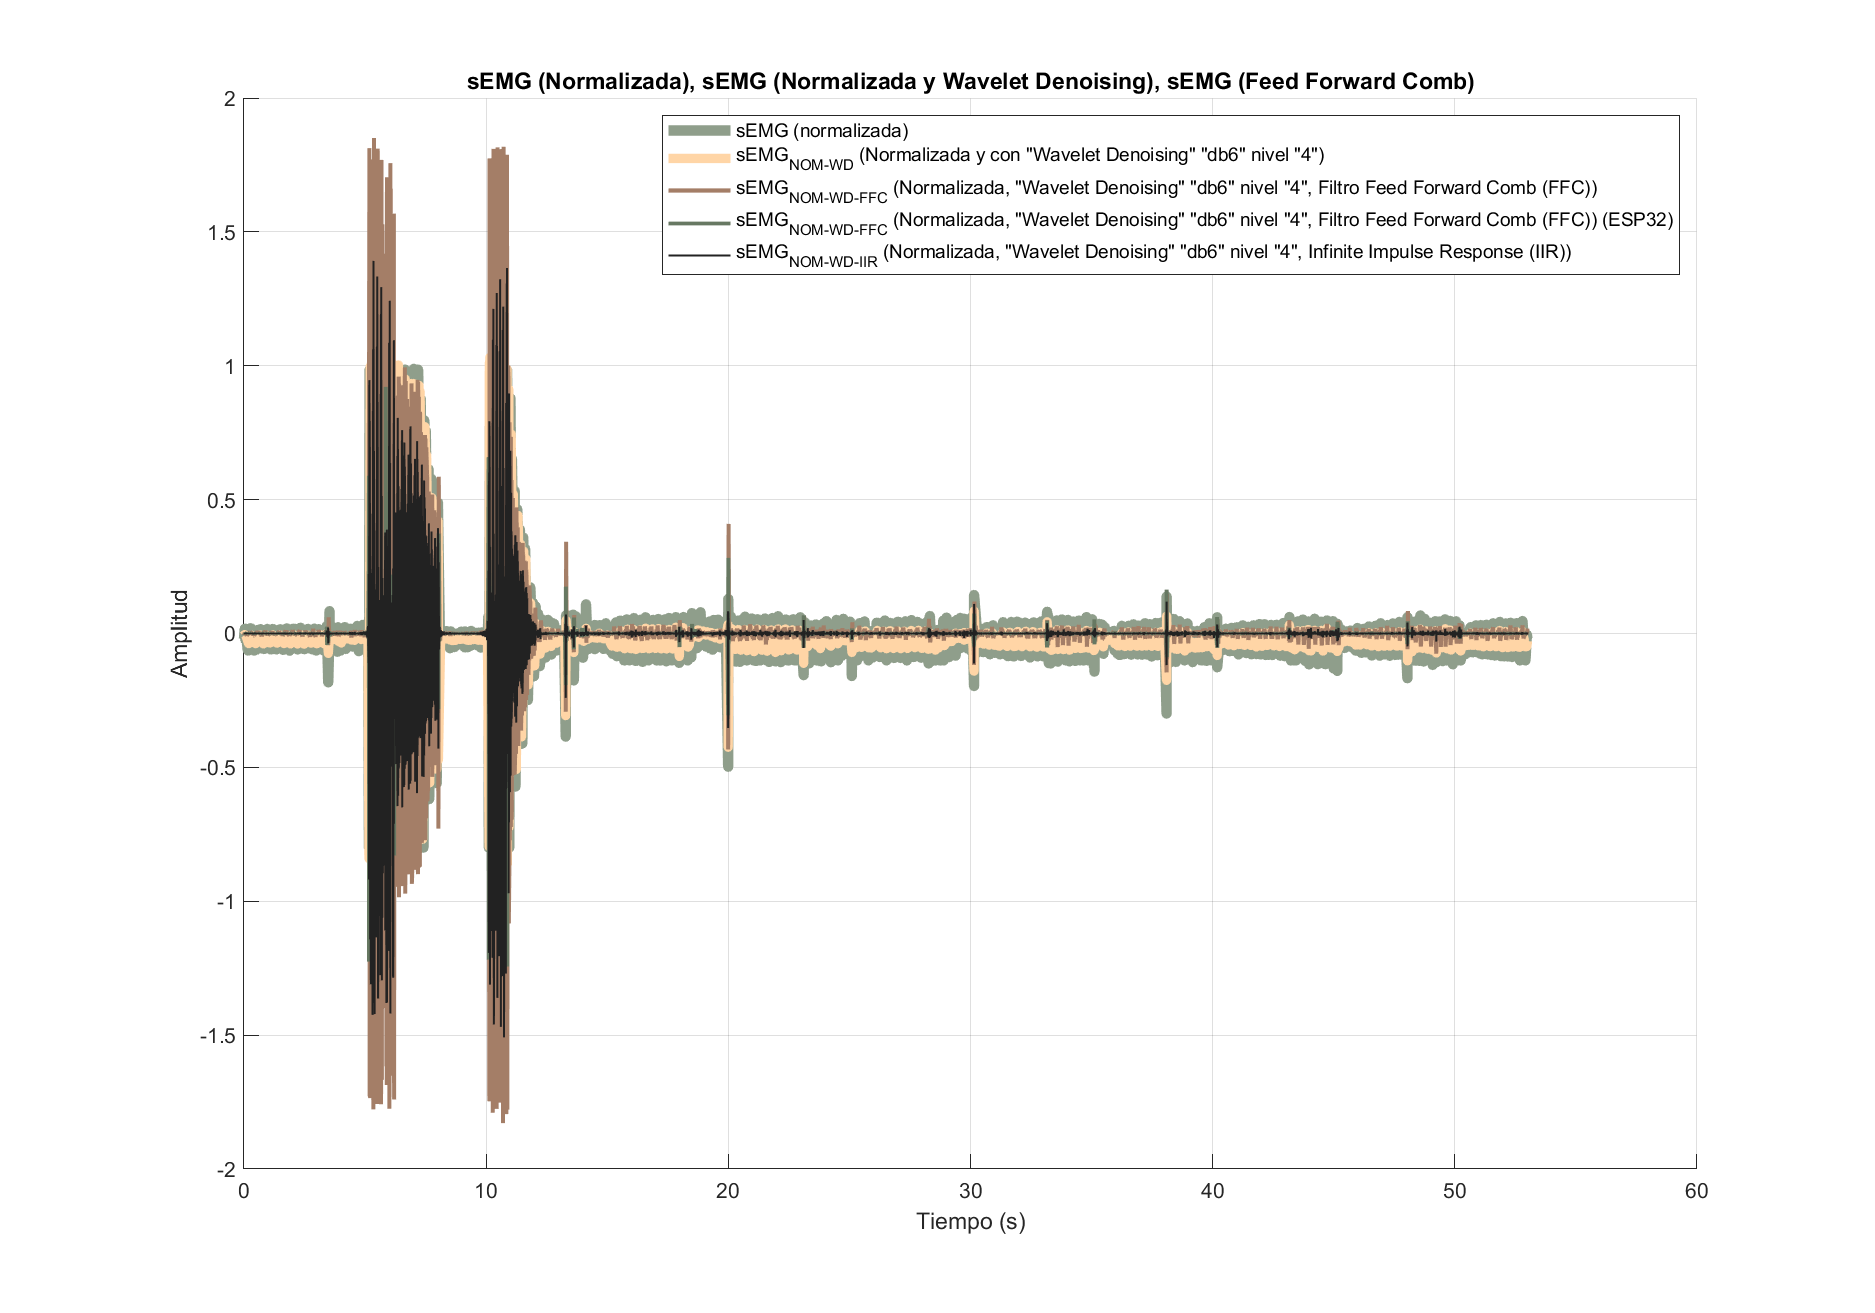 sEMG (Normalizada), sEMG (Normalizada y Wavelet Denoising), sEMG (Feed Forward Comb)
sEMG (normalizada)
sEMG_NOM-WD (Normalizada y con "Wavelet Denoising" "db6" nivel "4")
sEMG_NOM-WD-FFC (Normalizada, "Wavelet Denoising" "db6" nivel "4", Filtro Feed Forward Comb (FFC))
sEMG_NOM-WD-FFC (Normalizada, "Wavelet Denoising" "db6" nivel "4", Filtro Feed Forward Comb (FFC)) (ESP32)
sEMG_NOM-WD-IIR (Normalizada, "Wavelet Denoising" "db6" nivel "4", Infinite Impulse Response (IIR))
2
1.5
1
0.5
0
-0.5
-1
-1.5
-2
Amplitud
0 10 20 30 40 50 60
Tiempo (s)